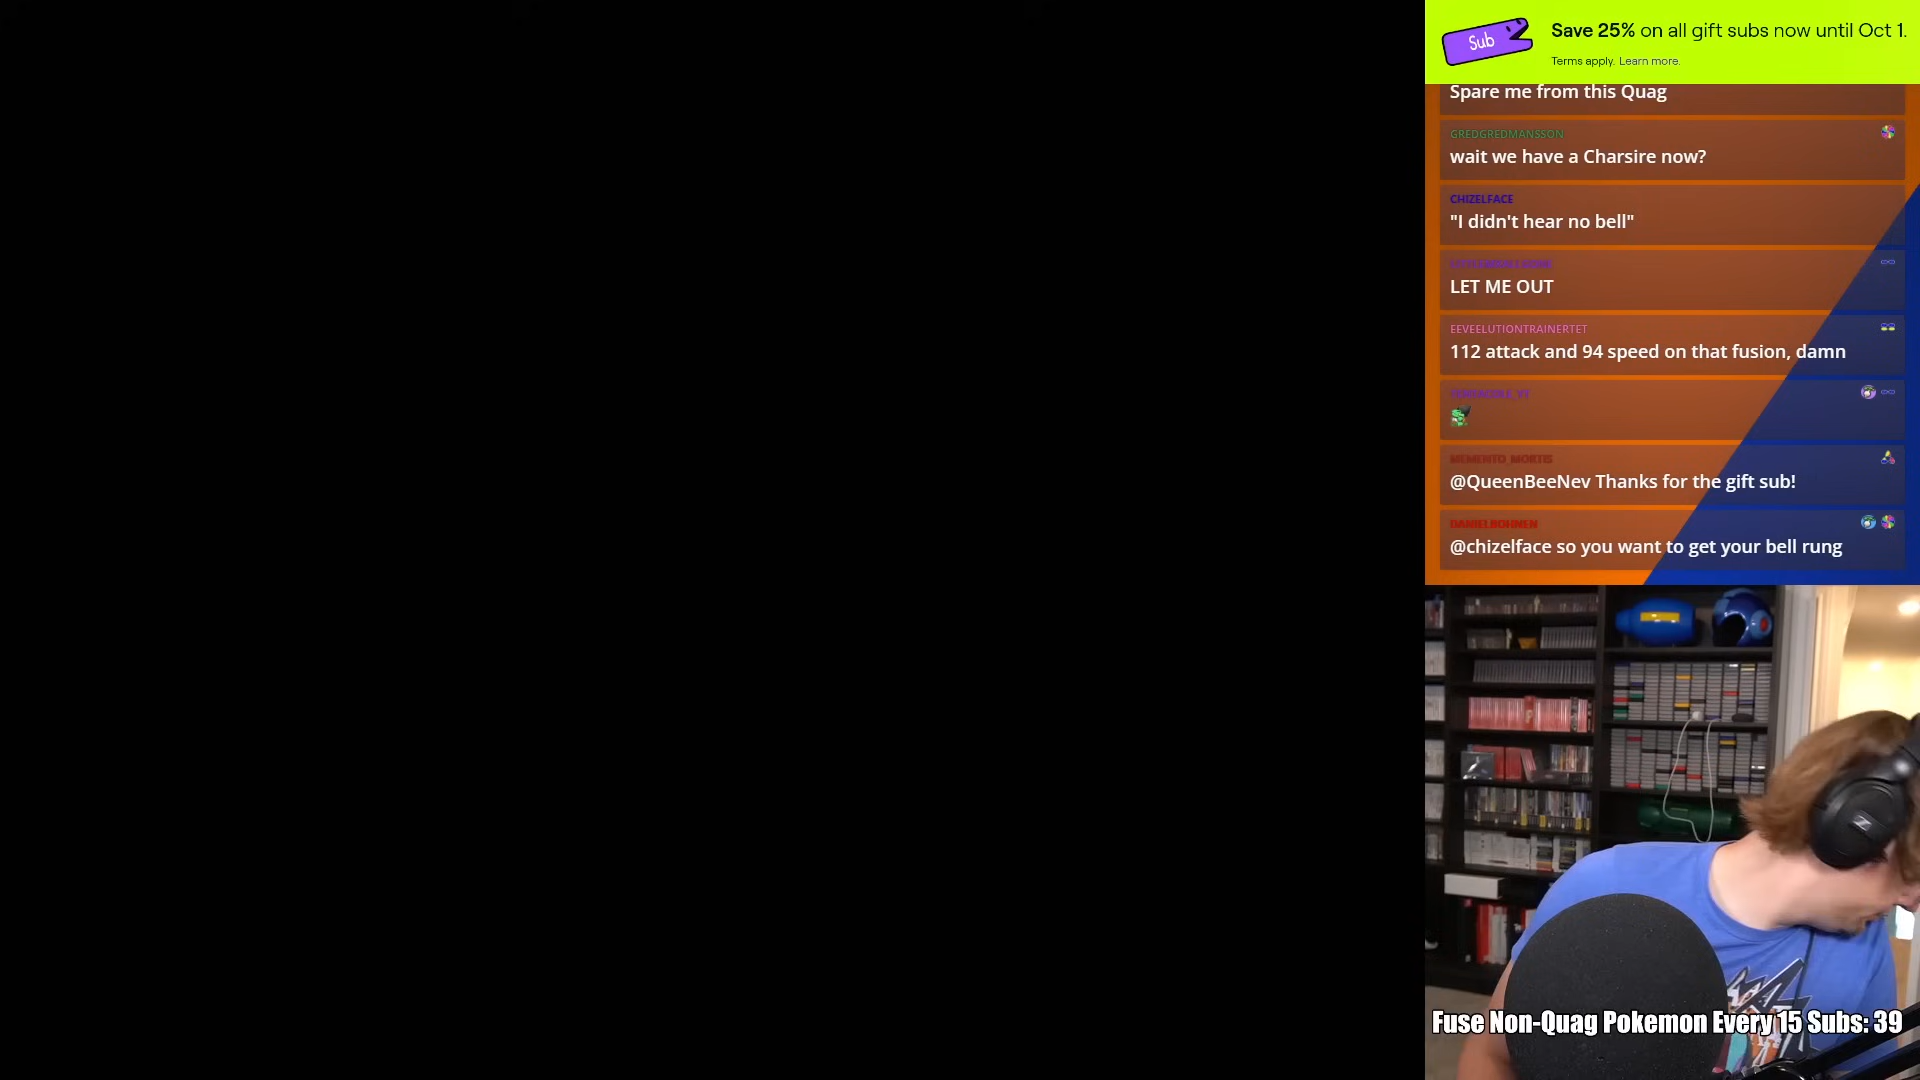 Sub
Save 25% on all gift subs now until Oct 1.
Terms apply. Learn more.
Spare me from this Quag
GREDGREDMANSSON
wait we have a Charsire now?
CHIZELFACE
"I didn't hear no bell"
LET ME OUT
EEVEELUTIONTRAINERTET
112 attack and 94 speed on that fusion, damn
MEMENTO_MORTIS
@QueenBeeNev Thanks for the gift sub!
DANIELBOHNEN
@chizelface so you want to get your bell rung
Fuse Non-Quag Pokemon Every 15 Subs: 39